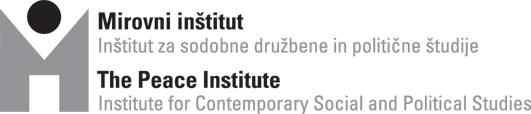 Mirovni inštitut
Inštitut za sodobne družbene in politične študije
The Peace Institute
Institute for Contemporary Social and Political Studies